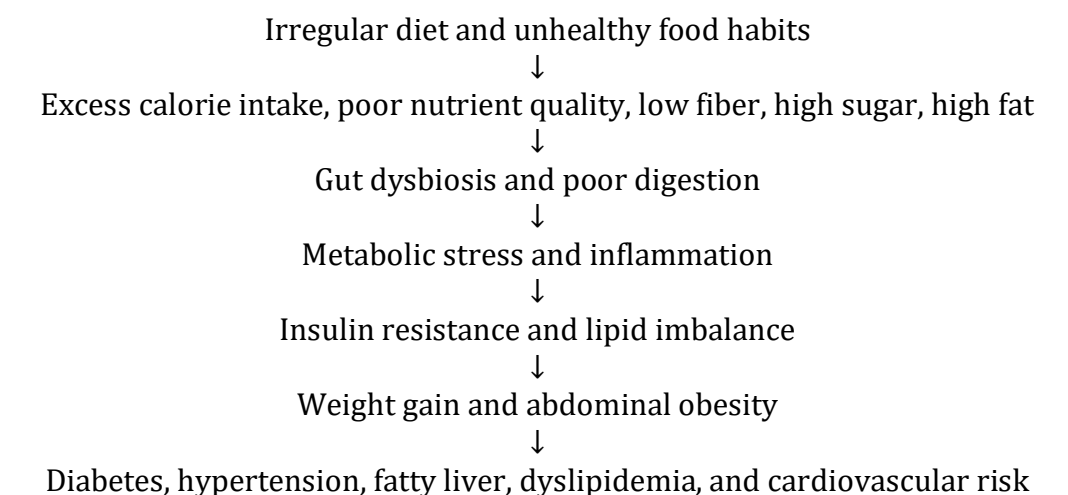 Irregular diet and unhealthy food habits
↓
Excess calorie intake, poor nutrient quality, low fiber, high sugar, high fat
↓
Gut dysbiosis and poor digestion
↓
Metabolic stress and inflammation
↓
Insulin resistance and lipid imbalance
↓
Weight gain and abdominal obesity
↓
Diabetes, hypertension, fatty liver, dyslipidemia, and cardiovascular risk